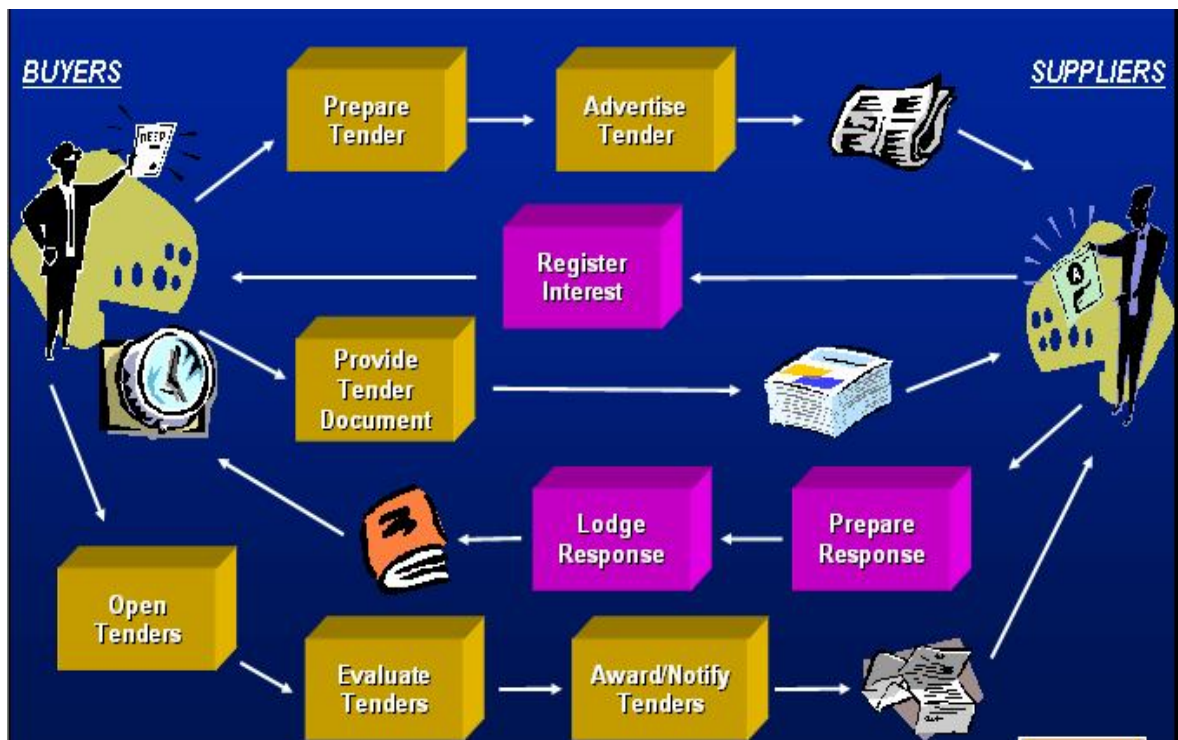 BUYERS
SUPPLIERS
Prepare
Tender
Advertise
Tender
NEED
Register
Interest
A
Provide
Tender
Document
Lodge
Response
Prepare
Response
Open
Tenders
Evaluate
Tenders
Award/Notify
Tenders